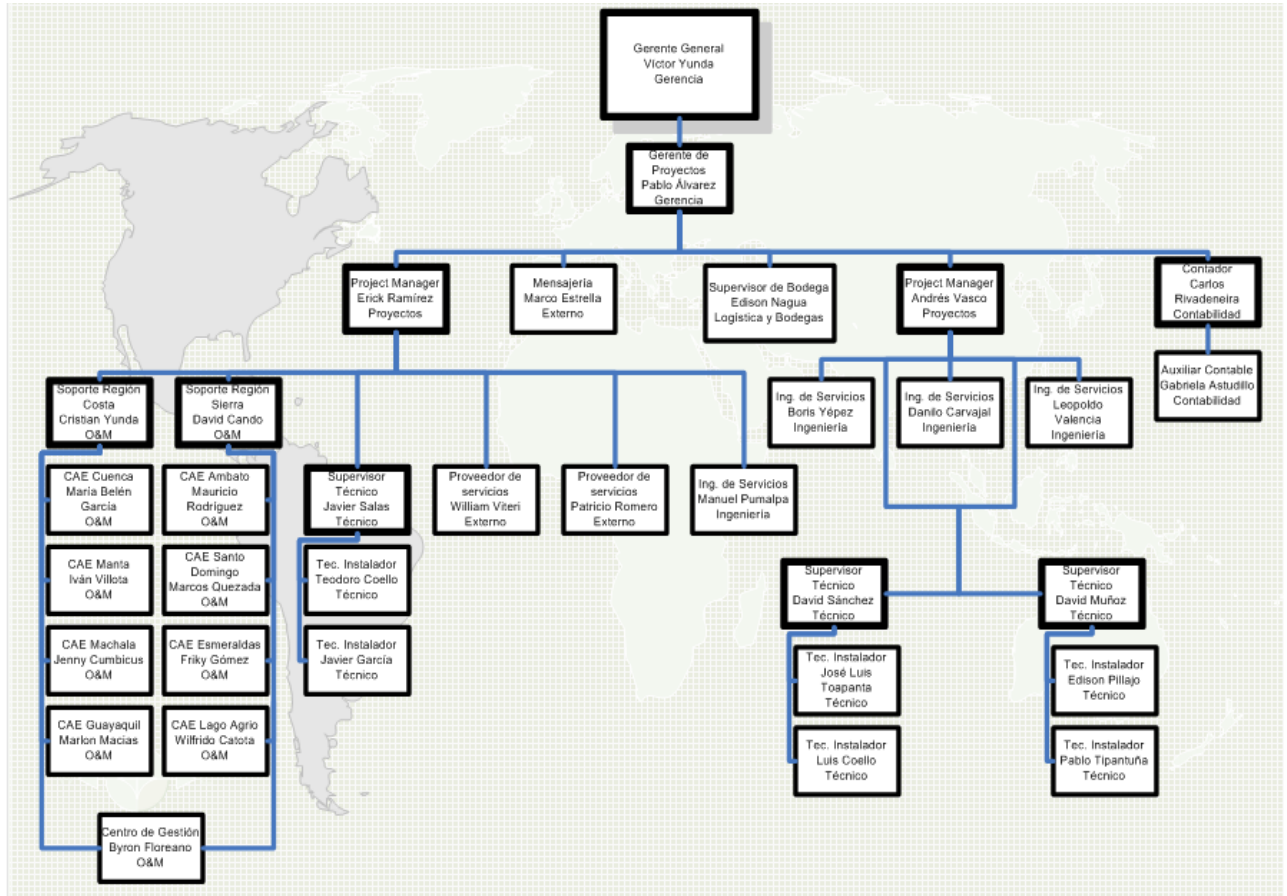 Gerente General
Víctor Yunda
Gerencia
Gerente de
Proyectos
Pablo Álvarez
Gerencia
Project Manager
Erick Ramírez
Proyectos
Mensajería
Marco Estrella
Externo
Supervisor de Bodega
Edison Nagua
Logística y Bodegas
Project Manager
Andrés Vasco
Proyectos
Contador
Carlos
Rivadeneira
Contabilidad
Auxiliar Contable
Gabriela Astudillo
Contabilidad
Ing. de Servicios
Boris Yépez
Ingeniería
Ing. de Servicios
Danilo Carvajal
Ingeniería
Ing. de Servicios
Leopoldo
Valencia
Ingeniería
Soporte Región
Costa
Cristian Yunda
O&M
Soporte Región
Sierra
David Cando
O&M
CAE Cuenca
María Belén
García
O&M
CAE Ambato
Mauricio
Rodríguez
O&M
Supervisor
Técnico
Javier Salas
Técnico
Proveedor de
servicios
William Viteri
Externo
Proveedor de
servicios
Patricio Romero
Externo
Ing. de Servicios
Manuel Pumalpa
Ingeniería
CAE Manta
Iván Villota
O&M
CAE Santo
Domingo
Marcos Quezada
O&M
Tec. Instalador
Teodoro Coello
Técnico
Supervisor
Técnico
David Sánchez
Técnico
Supervisor
Técnico
David Muñoz
Técnico
CAE Machala
Jenny Cumbicus
O&M
CAE Esmeraldas
Friky Gómez
O&M
Tec. Instalador
Javier García
Técnico
Tec. Instalador
José Luis
Toapanta
Técnico
Tec. Instalador
Edison Pillajo
Técnico
CAE Guayaquil
Marlon Macias
O&M
CAE Lago Agrio
Wilfrido Catota
O&M
Tec. Instalador
Luis Coello
Técnico
Tec. Instalador
Pablo Tipantuña
Técnico
Centro de Gestión
Byron Floreano
O&M